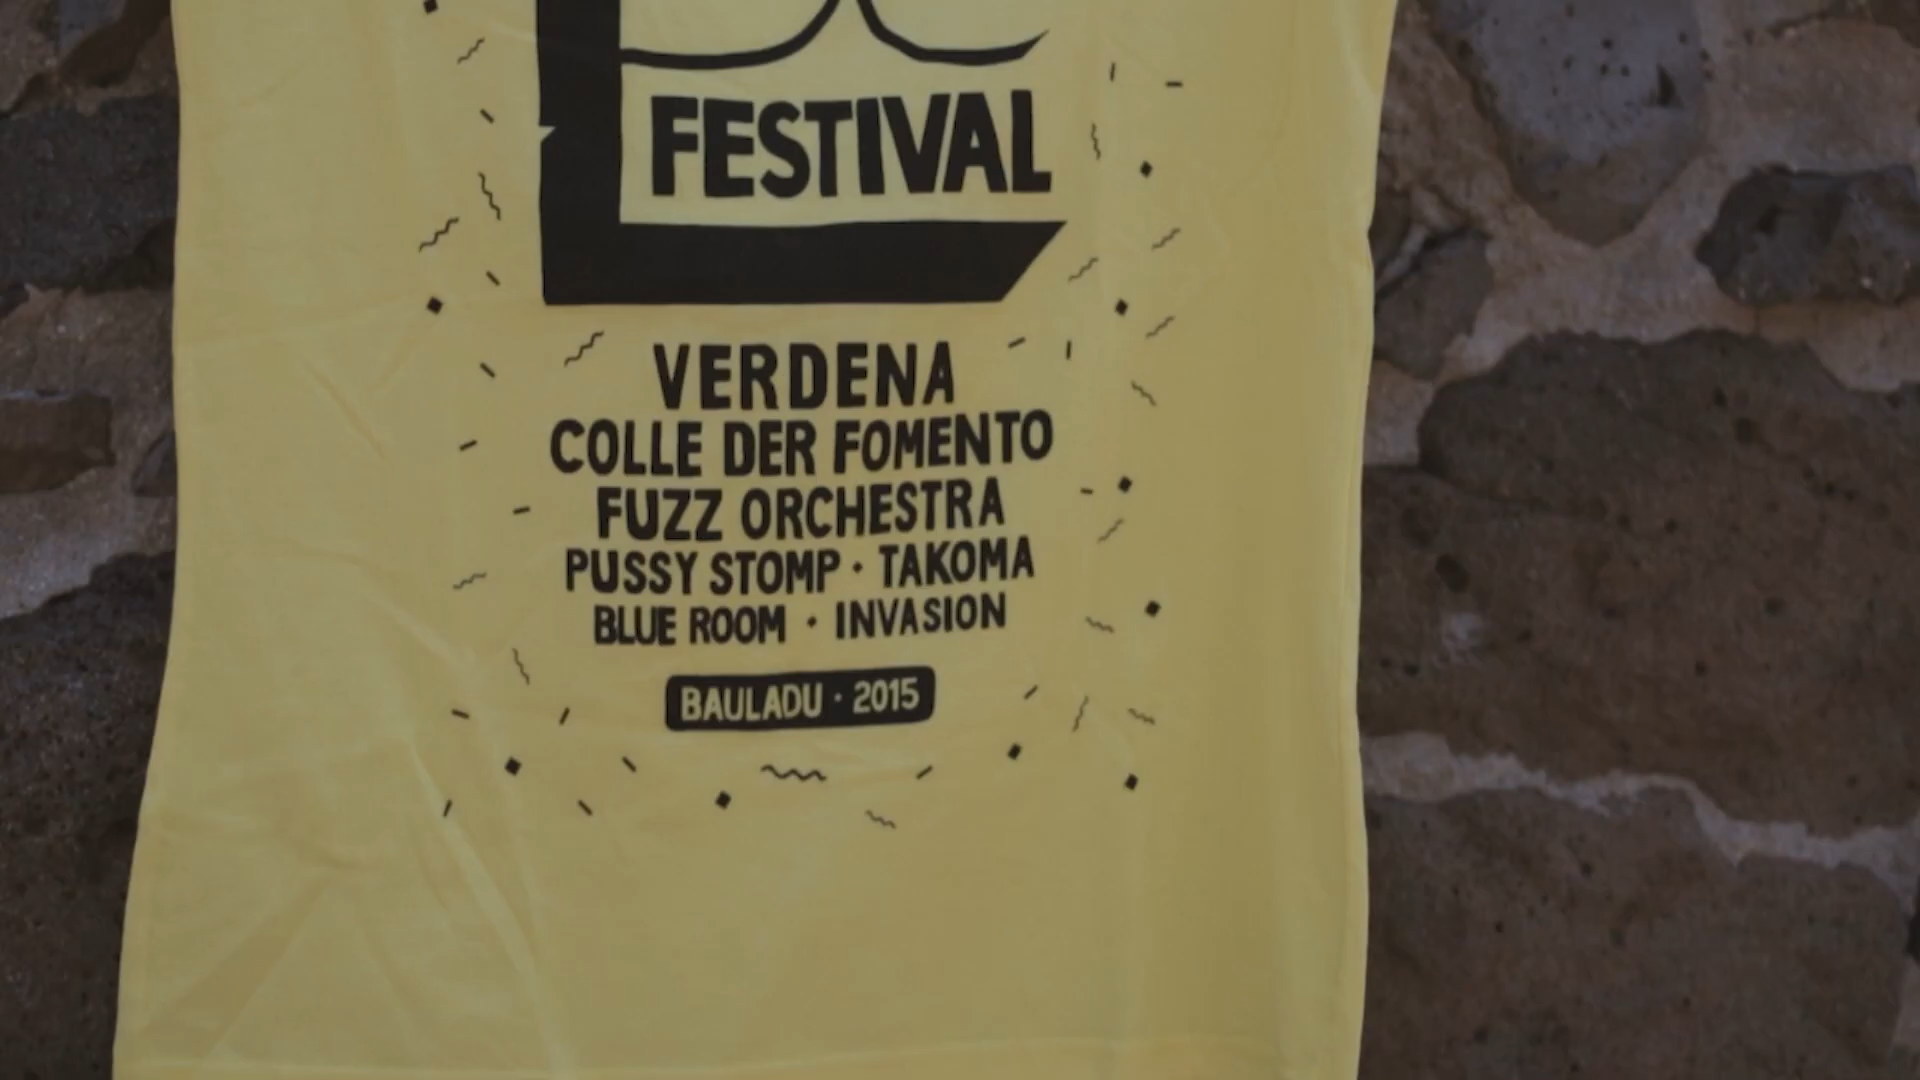 FESTIVAL
VERDENA
COLLE DER FOMENTO
FUZZ ORCHESTRA
PUSSY STOMP · TAKOMA
BLUE ROOM · INVASION
BAULADU · 2015